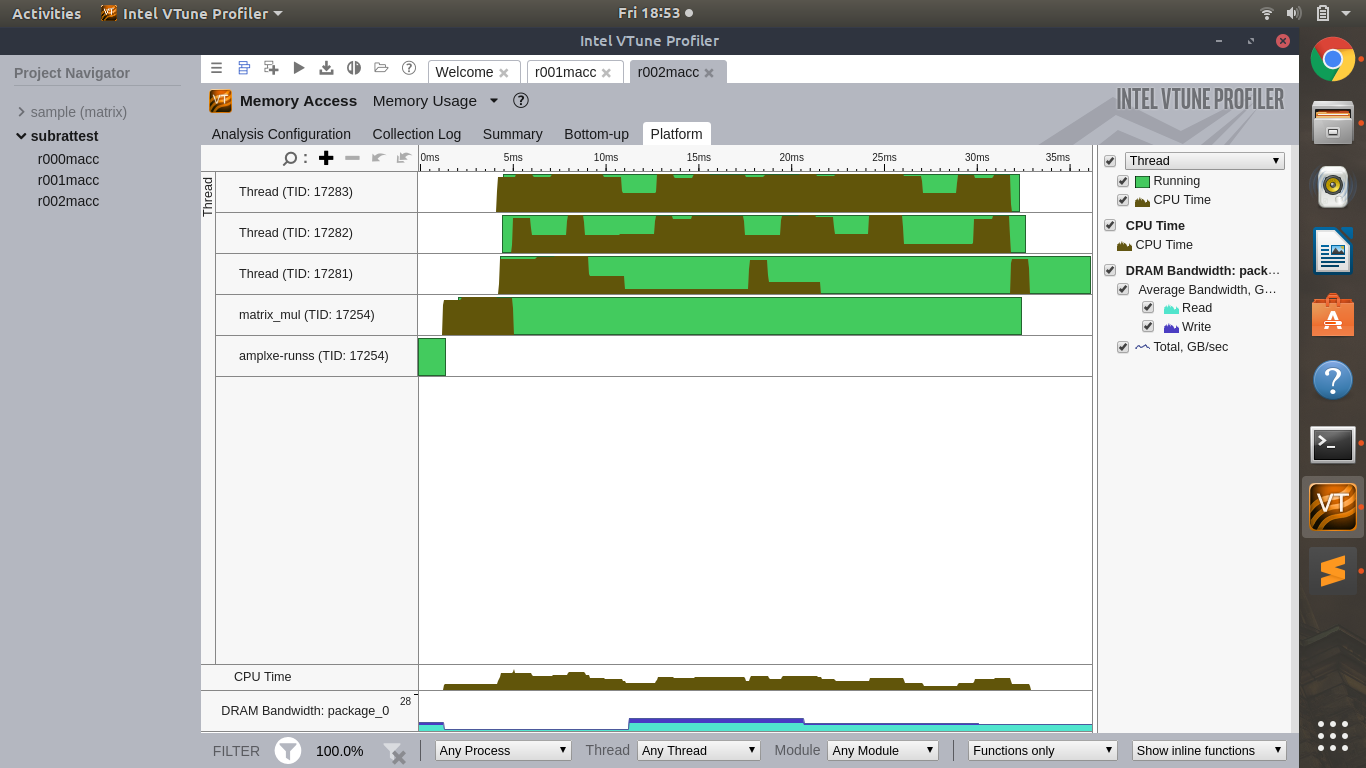 Activities Intel VTune Profiler Fri 18:53
Intel VTune Profiler
Project Navigator
sample (matrix)
subrattest
r000macc
r001macc
r002macc
Welcome r001macc r002macc
Memory Access Memory Usage
INTEL VTUNE PROFILER
Analysis Configuration Collection Log Summary Bottom-up Platform
0ms 5ms 10ms 15ms 20ms 25ms 30ms 35ms
Thread
Thread (TID: 17283)
Thread (TID: 17282)
Thread (TID: 17281)
matrix_mul (TID: 17254)
amplxe-runss (TID: 17254)
CPU Time
DRAM Bandwidth: package_0
28
Thread
Running
CPU Time
CPU Time
CPU Time
DRAM Bandwidth: pack…
Average Bandwidth, G…
Read
Write
Total, GB/sec
FILTER 100.0% Any Process Thread Any Thread Module Any Module Functions only Show inline functions
VT
VT